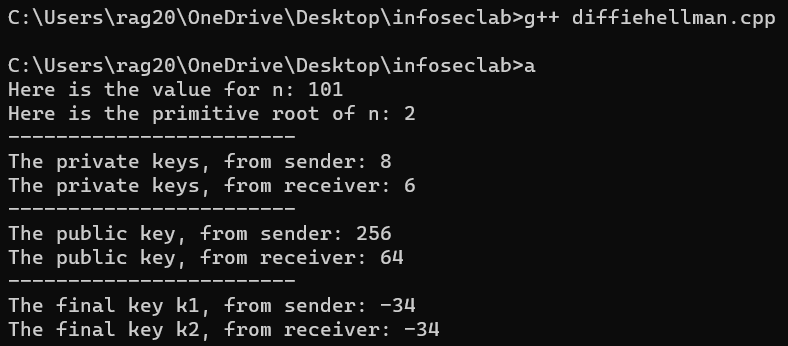 C:\Users\rag20\OneDrive\Desktop\infoseclab>g++ diffiehellman.cpp
C:\Users\rag20\OneDrive\Desktop\infoseclab>a
Here is the value for n: 101
Here is the primitive root of n: 2
------------------------
The private keys, from sender: 8
The private keys, from receiver: 6
------------------------
The public key, from sender: 256
The public key, from receiver: 64
------------------------
The final key k1, from sender: -34
The final key k2, from receiver: -34